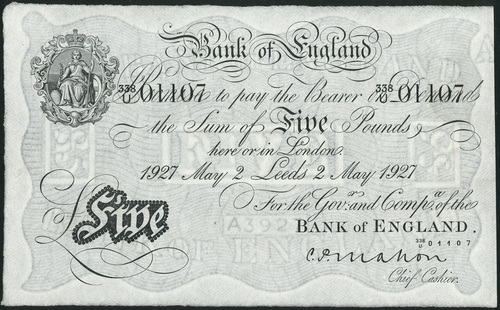 Bank of England
338/U 01107 to pay the Bearer 338/U 01107
the Sum of Five Pounds
here or in London.
1927 May 2 Leeds 2 May 1927
For the Govr. and Compa. of the
BANK OF ENGLAND.
338/U 01107
£Five
A392
C. P. Mahon
Chief Cashier.